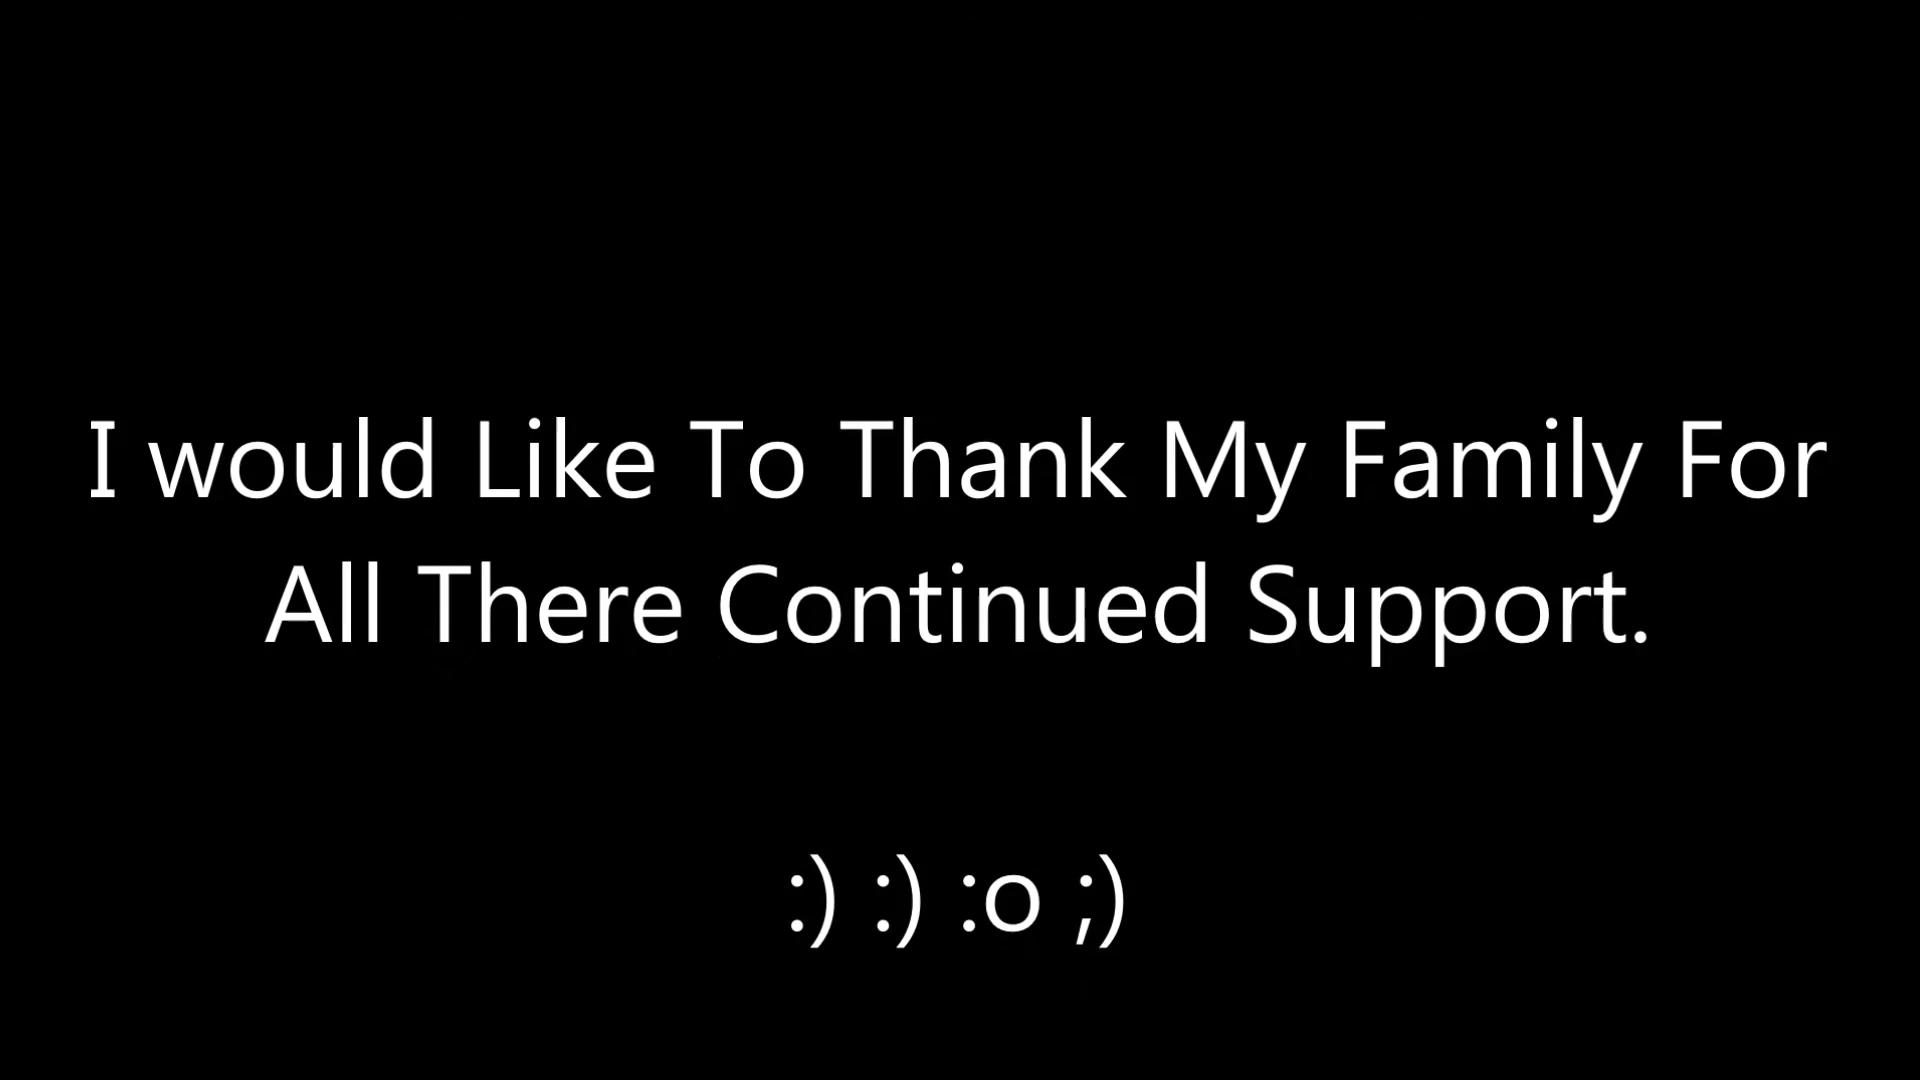 I would Like To Thank My Family For
All There Continued Support.
:) :) :o ;)